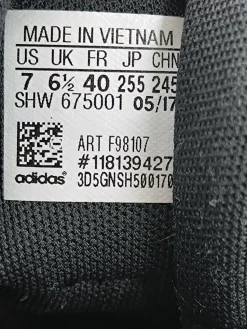 MADE IN VIETNAM
US UK FR JP CHN
7 6½ 40 255 245
SHW 675001 05/17
ART F98107
#118139427
adidas 3D5GNSH500170